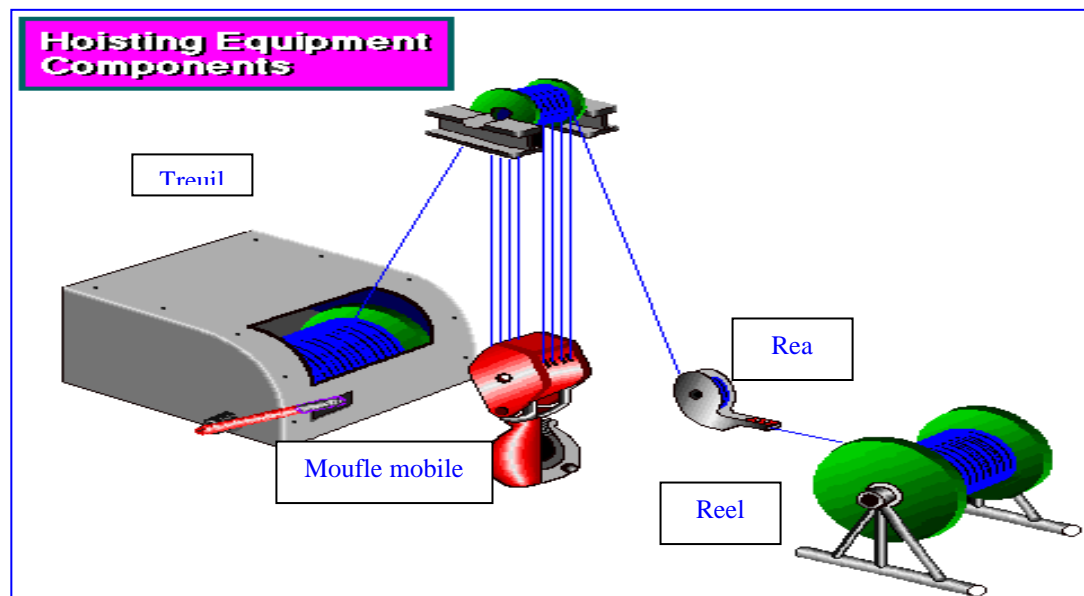 Hoisting Equipment
Components
Treuil
Rea
Moufle mobile
Reel